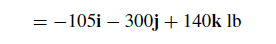 = −105i − 300j + 140k lb